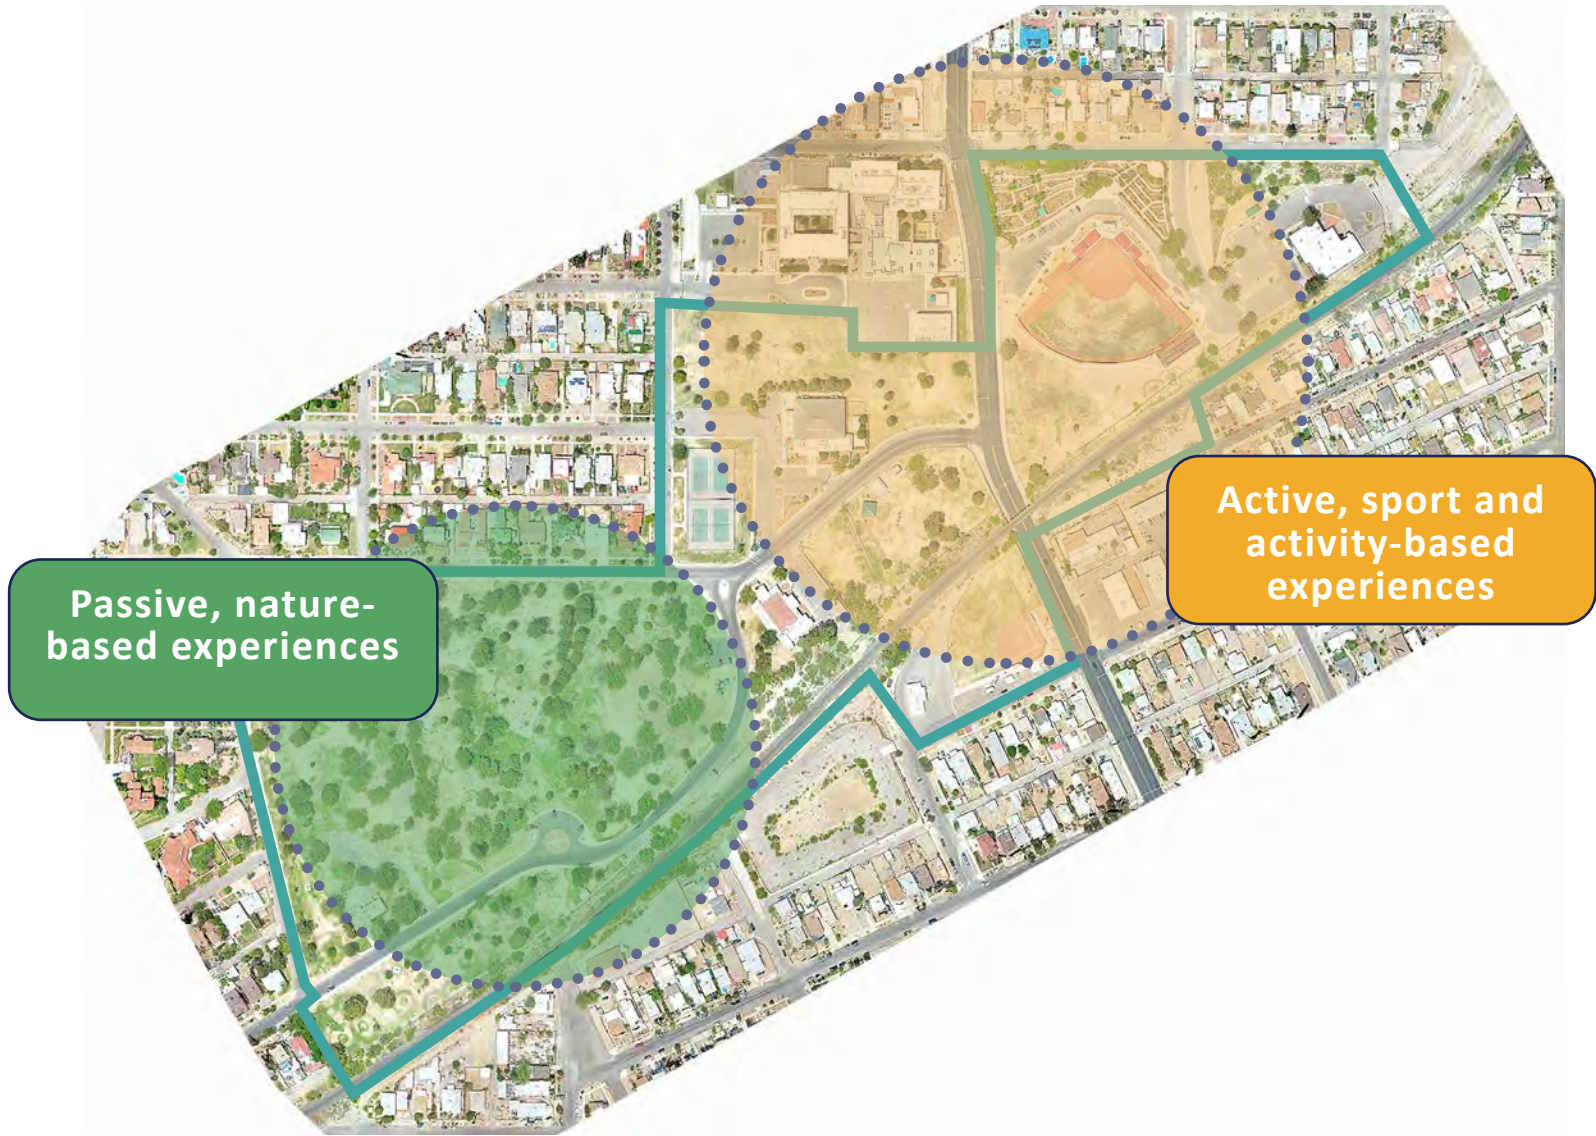 Passive, nature-
based experiences
Active, sport and
activity-based
experiences